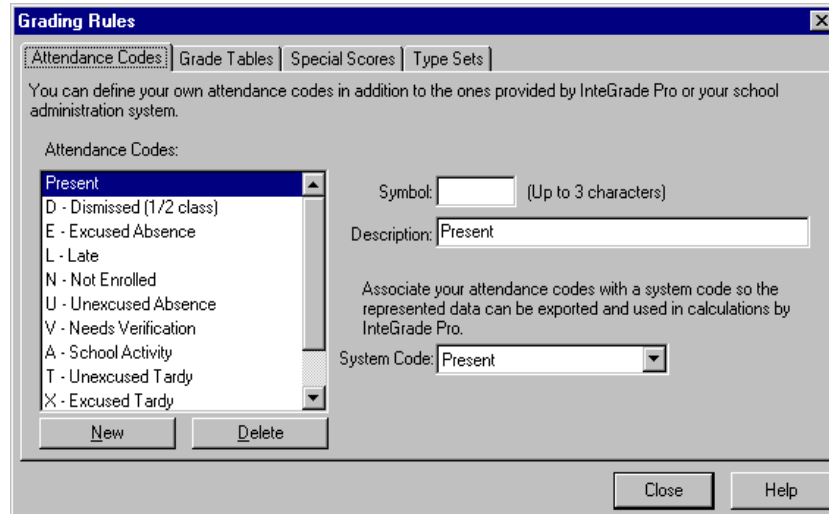 Grading Rules
Attendance Codes Grade Tables Special Scores Type Sets
You can define your own attendance codes in addition to the ones provided by InteGrade Pro or your school
administration system.
Attendance Codes:
Present
D - Dismissed (1/2 class)
E - Excused Absence
L - Late
N - Not Enrolled
U - Unexcused Absence
V - Needs Verification
A - School Activity
T - Unexcused Tardy
X - Excused Tardy
New Delete
Symbol: (Up to 3 characters)
Description: Present
Associate your attendance codes with a system code so the
represented data can be exported and used in calculations by
InteGrade Pro.
System Code: Present
Close Help